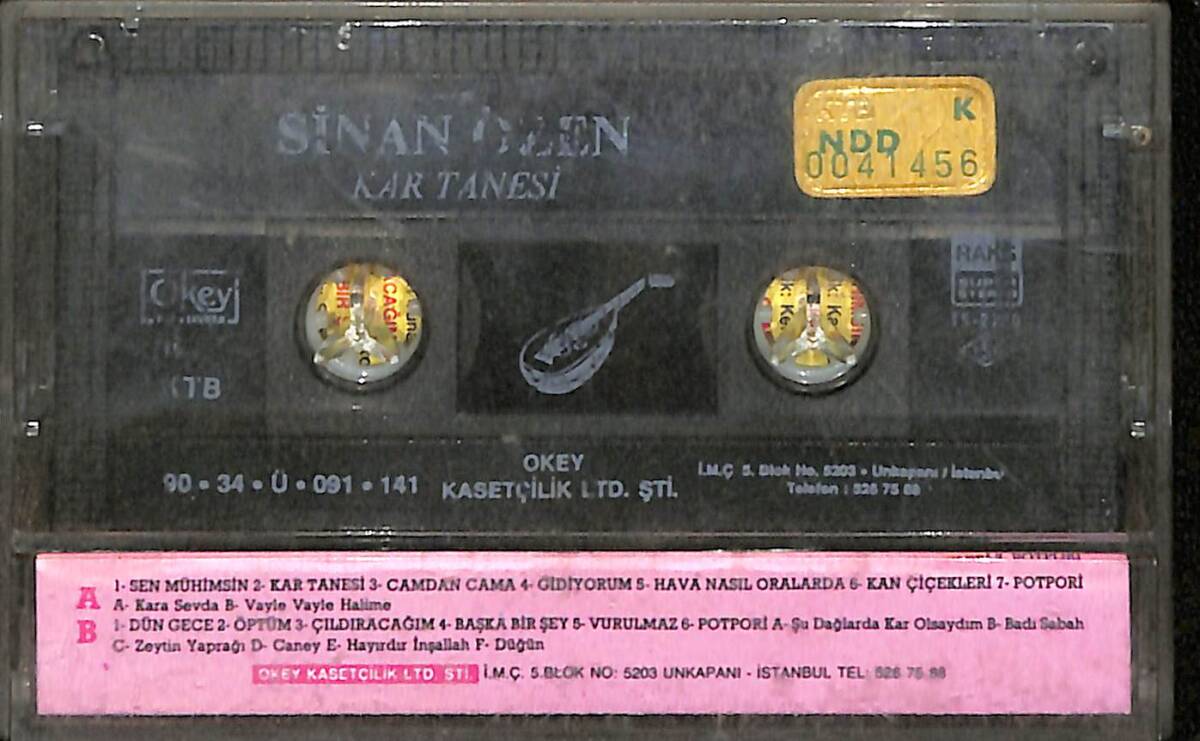 SİNAN ÖZEN
KAR TANESİ
K
NDD
0041456
Okey
RAKS
KTB
90 • 34 • Ü • 091 • 141
OKEY
KASETÇİLİK LTD. ŞTİ.
İ.M.Ç 5. Blok No. 5203 • Unkapanı / İstanbul
Telefon : 526 75 88
A 1- SEN MÜHİMSİN 2- KAR TANESİ 3- CAMDAN CAMA 4- GİDİYORUM 5- HAVA NASIL ORALARDA 6- KAN ÇİÇEKLERİ 7- POTPORİ
A- Kara Sevda B- Vayle Vayle Halime
B 1- DÜN GECE 2- ÖPTÜM 3- ÇILDIRACAĞIM 4- BAŞKA BİR ŞEY 5- VURULMAZ 6- POTPORİ A- Şu Dağlarda Kar Olsaydım B- Badı Sabah
C- Zeytin Yaprağı D- Caney E- Hayırdır İnşallah F- Düğün
OKEY KASETÇİLİK LTD. ŞTİ. İ.M.Ç. 5.BLOK NO: 5203 UNKAPANI - İSTANBUL TEL: 526 75 88